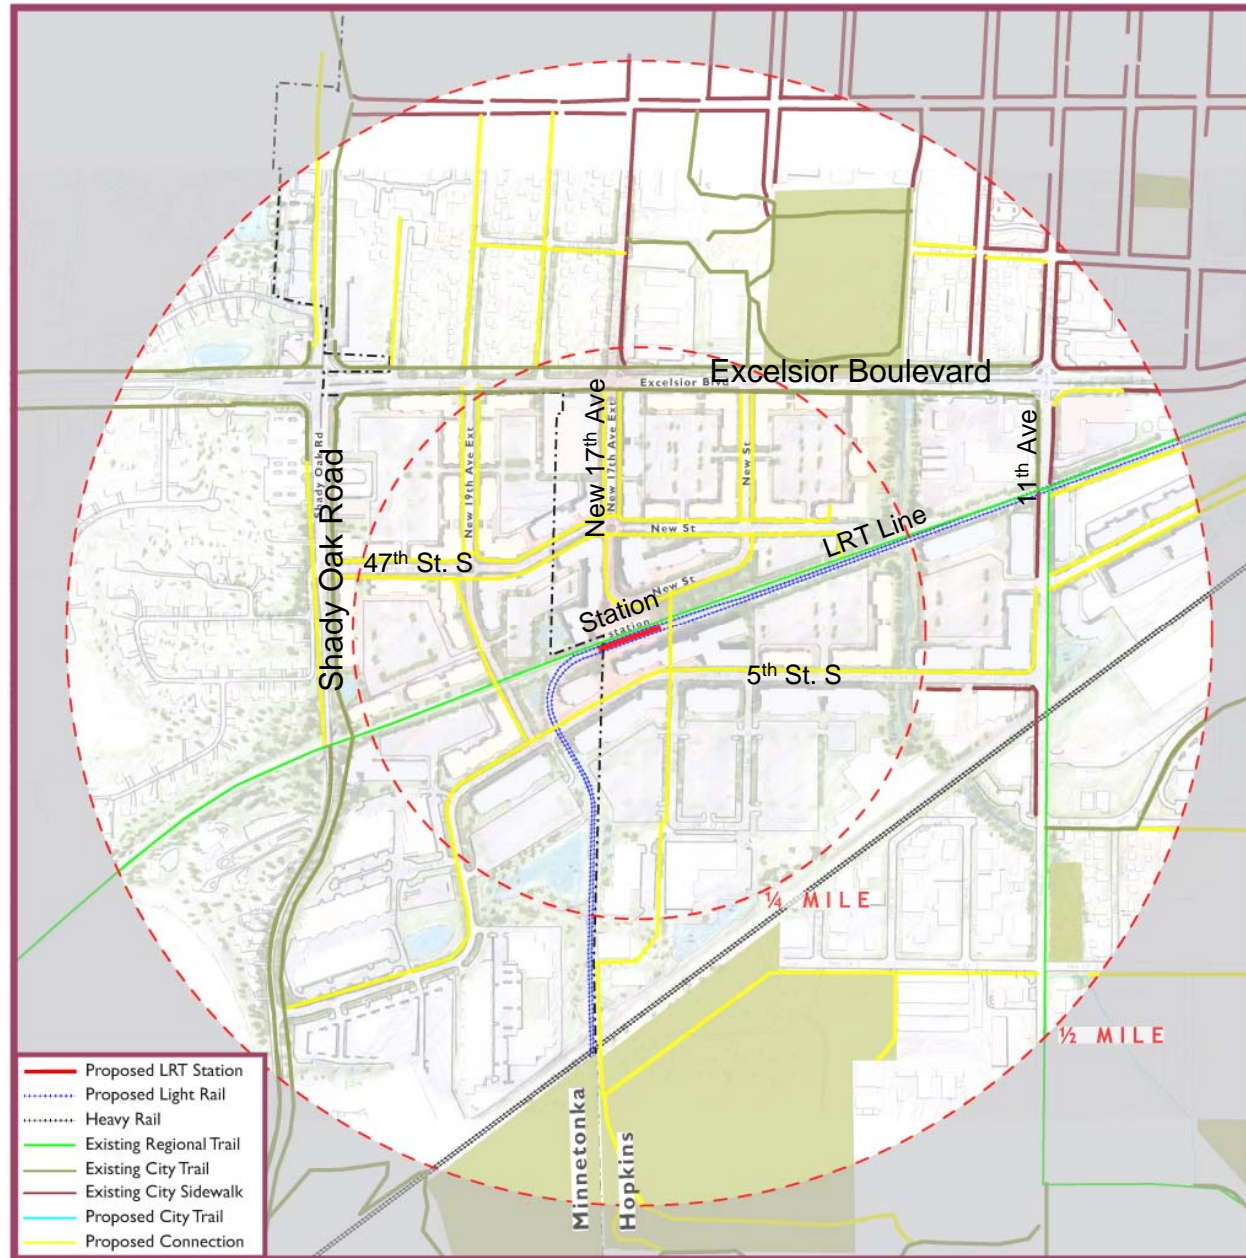 Excelsior Boulevard
Excelsior Blvd
New 17th Ave
New 17th Ave Ext
New 19th Ave Ext
New St
11th Ave
Shady Oak Road
Shady Oak Rd
New St
LRT Line
47th St. S
New St
Station
station
5th St. S
¼ MILE
½ MILE
Minnetonka
Hopkins
Proposed LRT Station
Proposed Light Rail
Heavy Rail
Existing Regional Trail
Existing City Trail
Existing City Sidewalk
Proposed City Trail
Proposed Connection